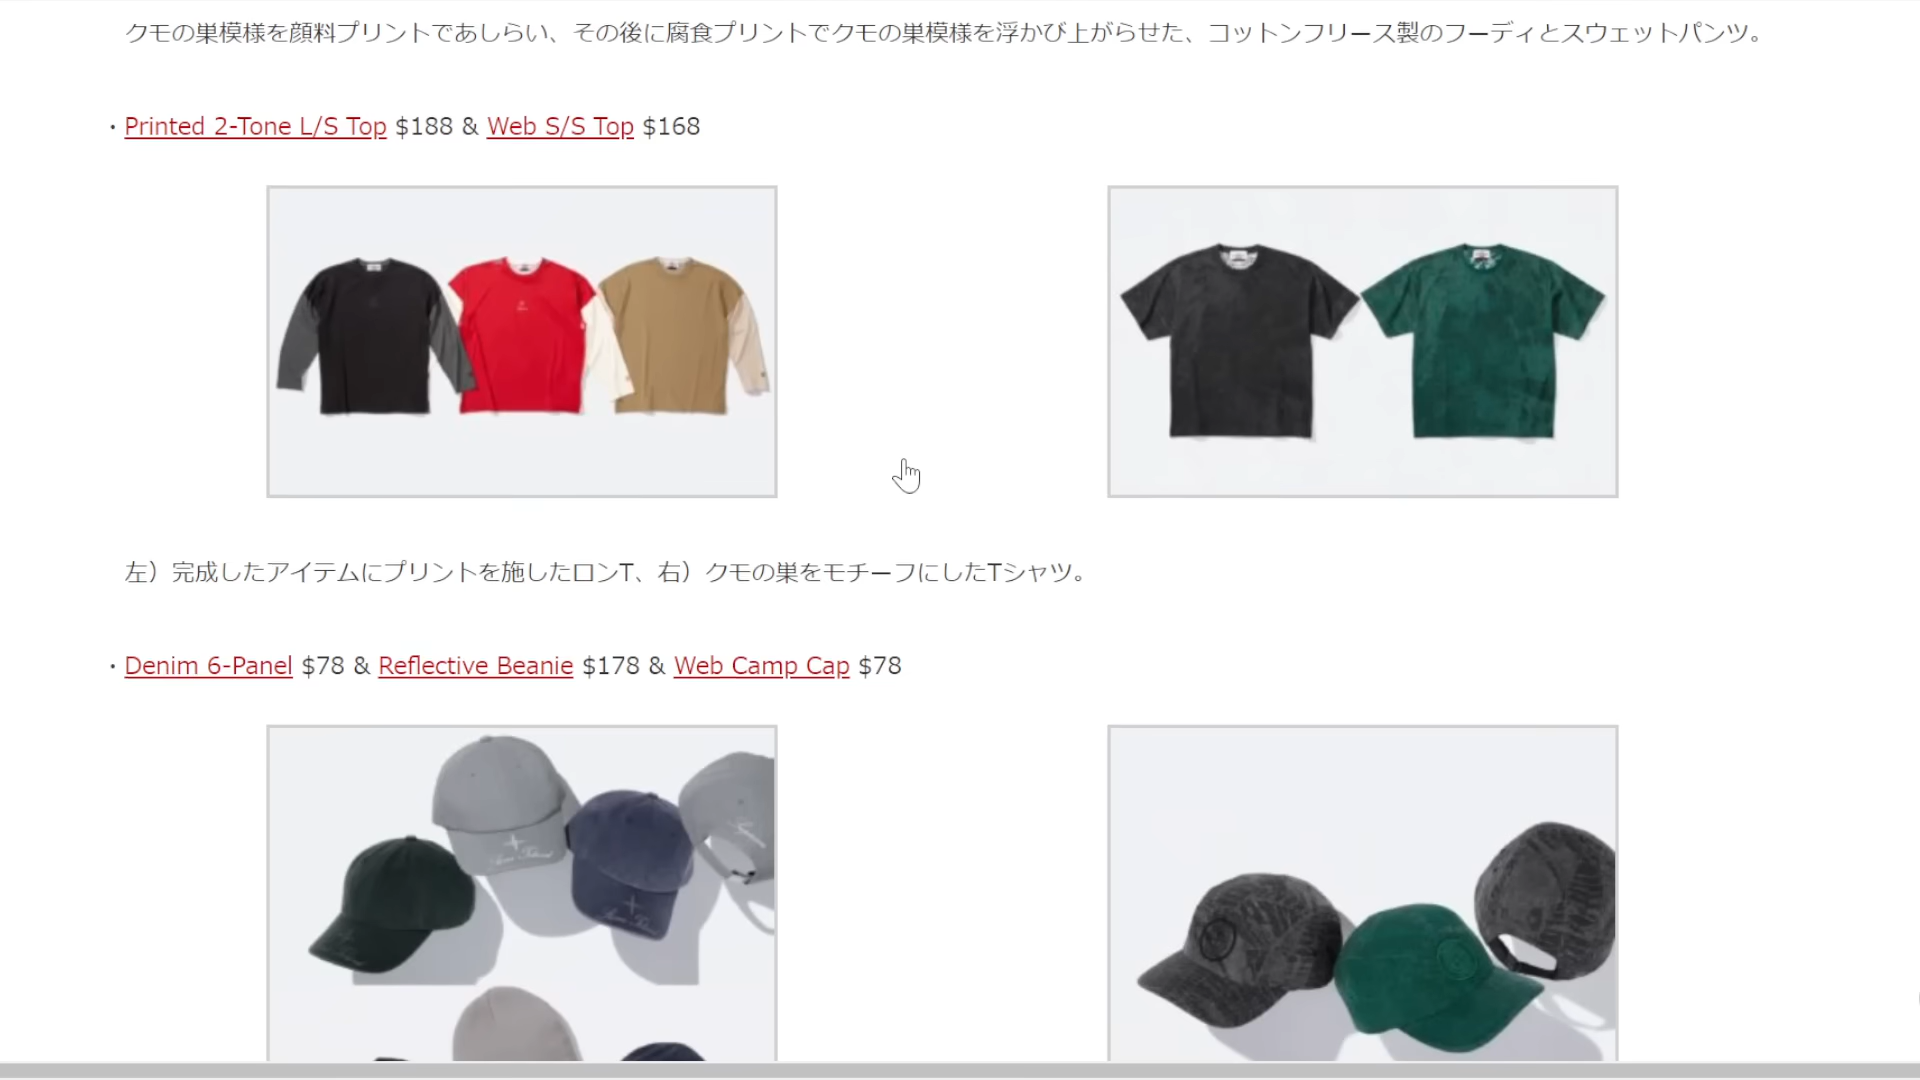 クモの巣模様を顔料プリントであしらい、その後に腐食プリントでクモの巣模様を浮かび上がらせた、コットンフリース製のフーディとスウェットパンツ。
・Printed 2-Tone L/S Top $188 & Web S/S Top $168
左）完成したアイテムにプリントを施したロンT、右）クモの巣をモチーフにしたTシャツ。
・Denim 6-Panel $78 & Reflective Beanie $178 & Web Camp Cap $78